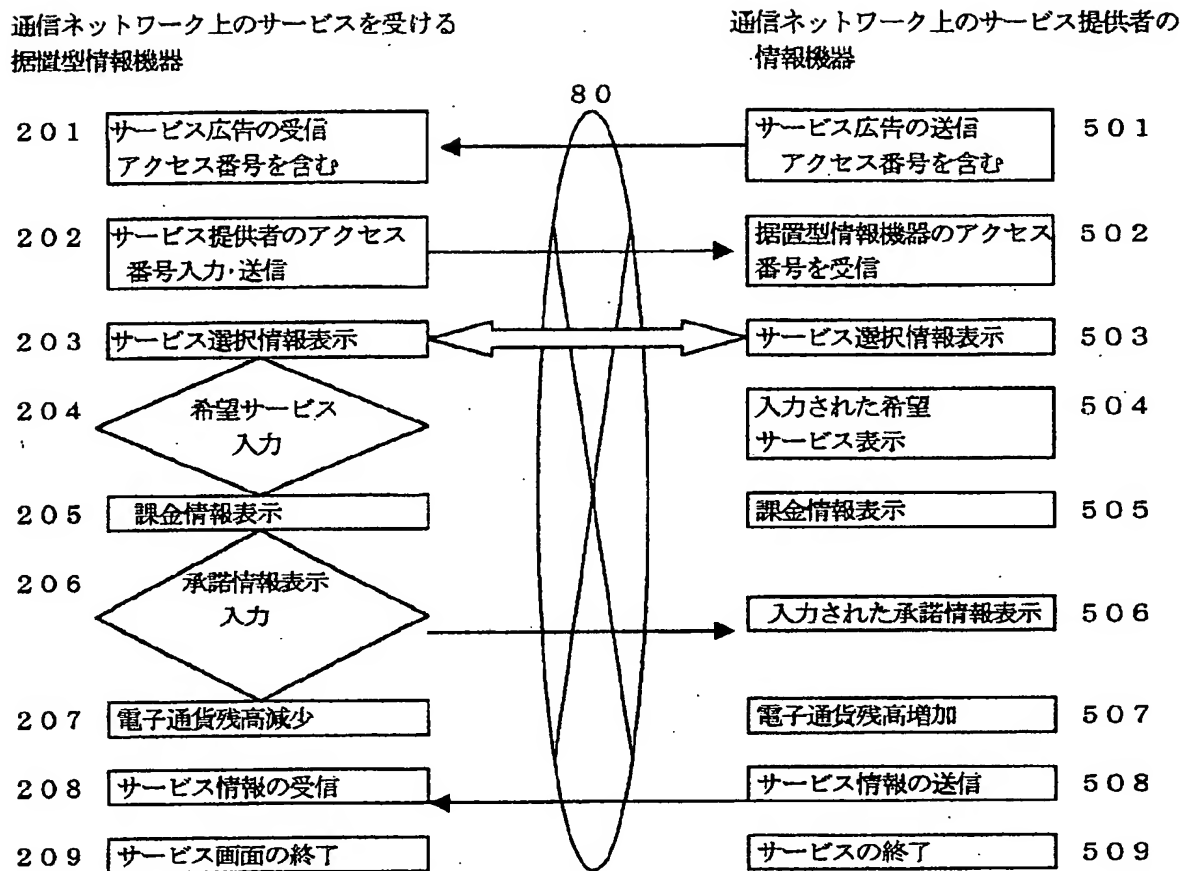 通信ネットワーク上のサービスを受ける
据置型情報機器
通信ネットワーク上のサービス提供者の
情報機器
80
201
サービス広告の受信
アクセス番号を含む
サービス広告の送信
アクセス番号を含む
501
202
サービス提供者のアクセス
番号入力・送信
据置型情報機器のアクセス
番号を受信
502
203
サービス選択情報表示
サービス選択情報表示
503
204
希望サービス
入力
入力された希望
サービス表示
504
205
課金情報表示
課金情報表示
505
206
承諾情報表示
入力
入力された承諾情報表示
506
207
電子通貨残高減少
電子通貨残高増加
507
208
サービス情報の受信
サービス情報の送信
508
209
サービス画面の終了
サービスの終了
509